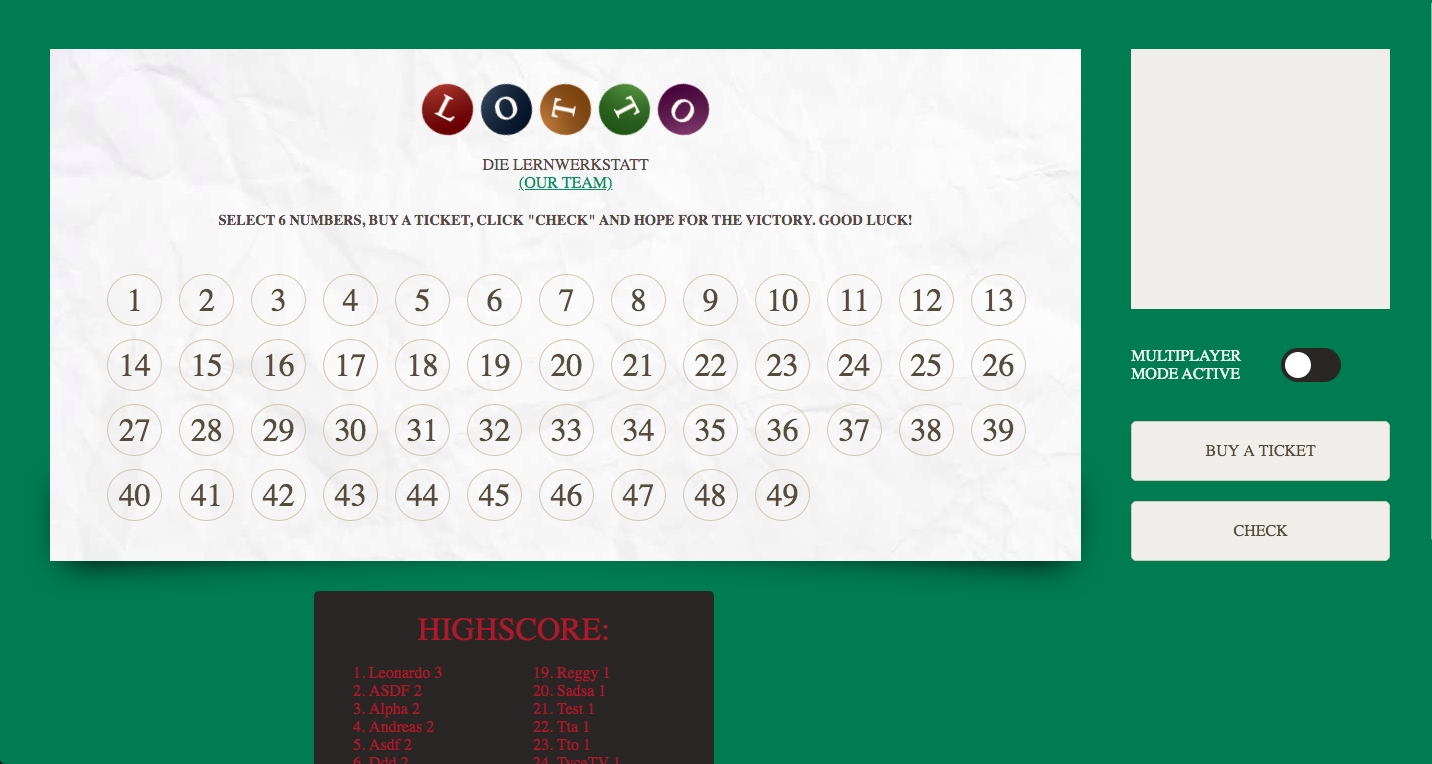 LOTTO
DIE LERNWERKSTATT
(OUR TEAM)
SELECT 6 NUMBERS, BUY A TICKET, CLICK "CHECK" AND HOPE FOR THE VICTORY. GOOD LUCK!
1 2 3 4 5 6 7 8 9 10 11 12 13
14 15 16 17 18 19 20 21 22 23 24 25 26
27 28 29 30 31 32 33 34 35 36 37 38 39
40 41 42 43 44 45 46 47 48 49
MULTIPLAYER
MODE ACTIVE
BUY A TICKET
CHECK
HIGHSCORE:
1. Leonardo 3
2. ASDF 2
3. Alpha 2
4. Andreas 2
5. Asdf 2
6. Ddd 2
19. Reggy 1
20. Sadsa 1
21. Test 1
22. Tta 1
23. Tto 1
24. TyceTV 1